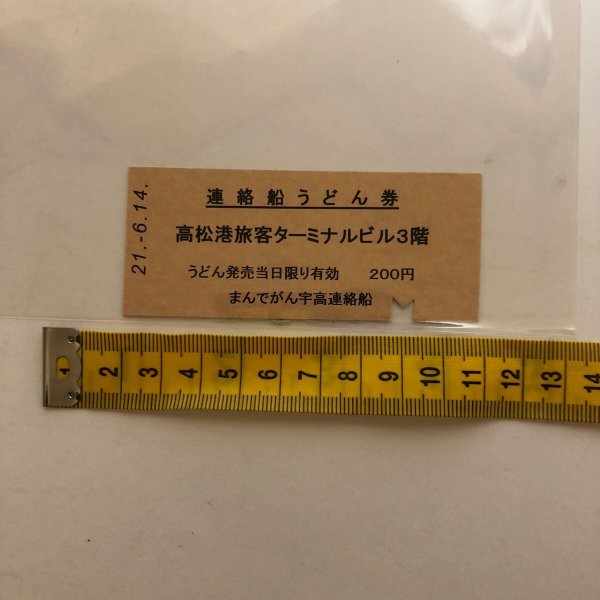 連絡船うどん券
高松港旅客ターミナルビル3階
うどん発売当日限り有効 200円
まんでがん宇高連絡船
21.-6.14.
1 2 3 4 5 6 7 8 9 10 11 12 13 14